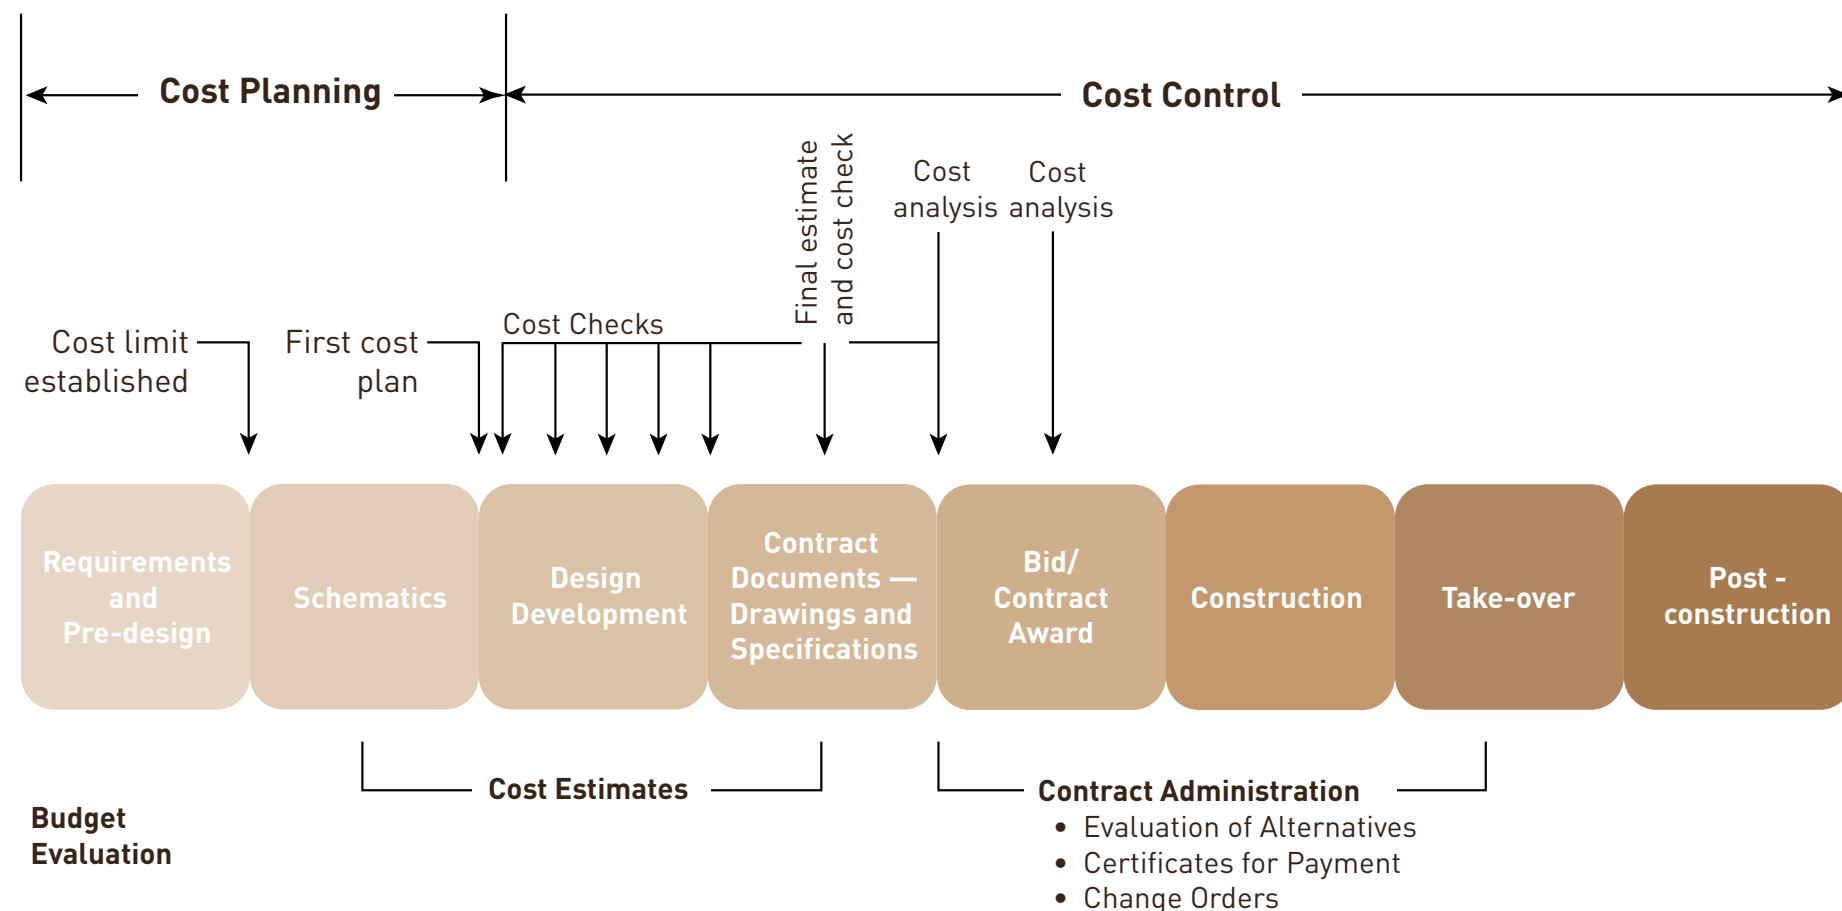 Cost Planning
Cost Control
Final estimate
and cost check
Cost
analysis
Cost
analysis
Cost limit
established
First cost
plan
Cost Checks
Requirements
and
Pre-design
Schematics
Design
Development
Contract
Documents —
Drawings and
Specifications
Bid/
Contract
Award
Construction
Take-over
Post -
construction
Budget
Evaluation
Cost Estimates
Contract Administration
• Evaluation of Alternatives
• Certificates for Payment
• Change Orders